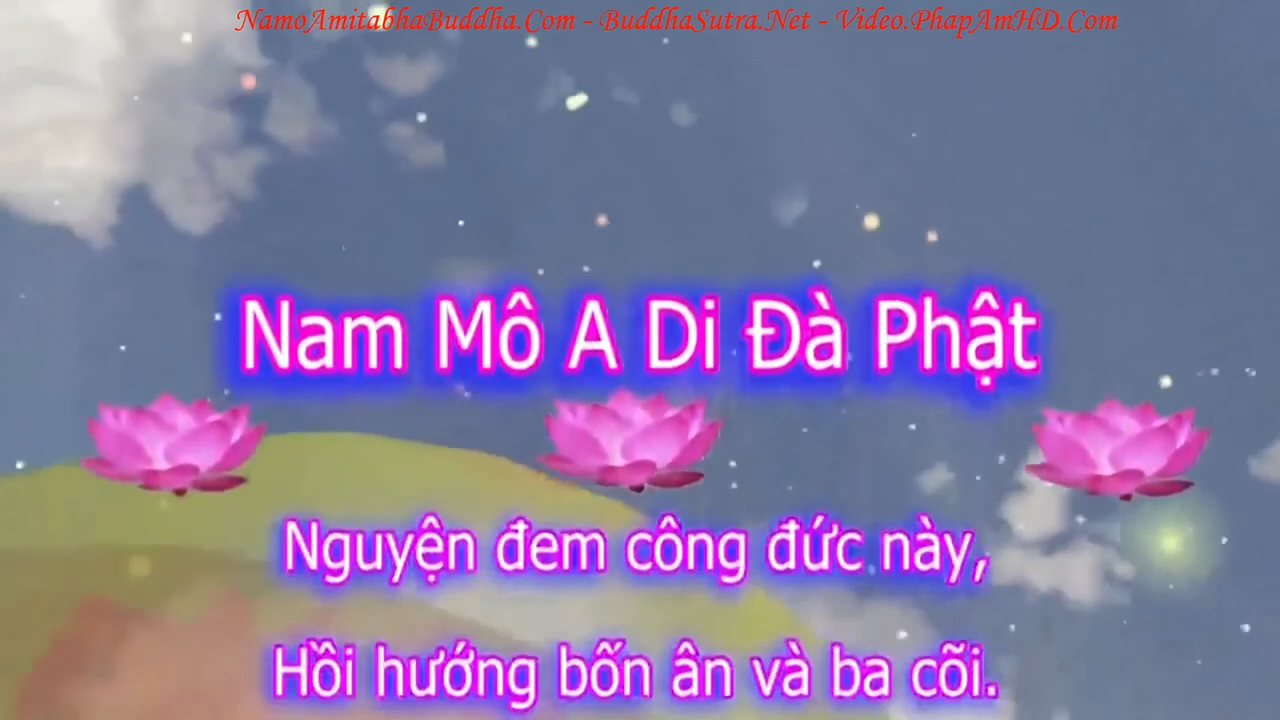 NamoAmitabhaBuddha.Com - BuddhaSutra.Net - Video.PhapAmHD.Com
Nam Mô A Di Đà Phật
Nguyện đem công đức này,
Hồi hướng bốn ân và ba cõi.